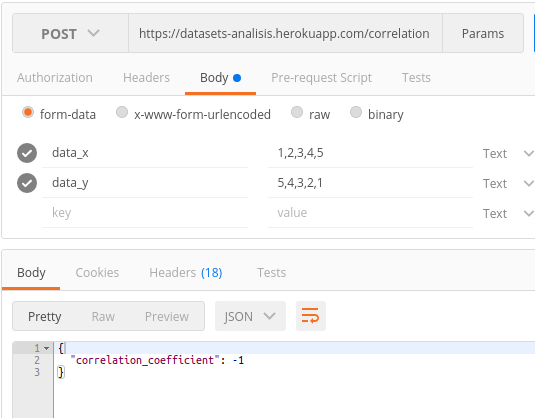 POST https://datasets-analisis.herokuapp.com/correlation Params
Authorization Headers Body Pre-request Script Tests
form-data x-www-form-urlencoded raw binary
data_x 1,2,3,4,5 Text
data_y 5,4,3,2,1 Text
key value Text
Body Cookies Headers (18) Tests
Pretty Raw Preview JSON
1 {
2 "correlation_coefficient": -1
3 }